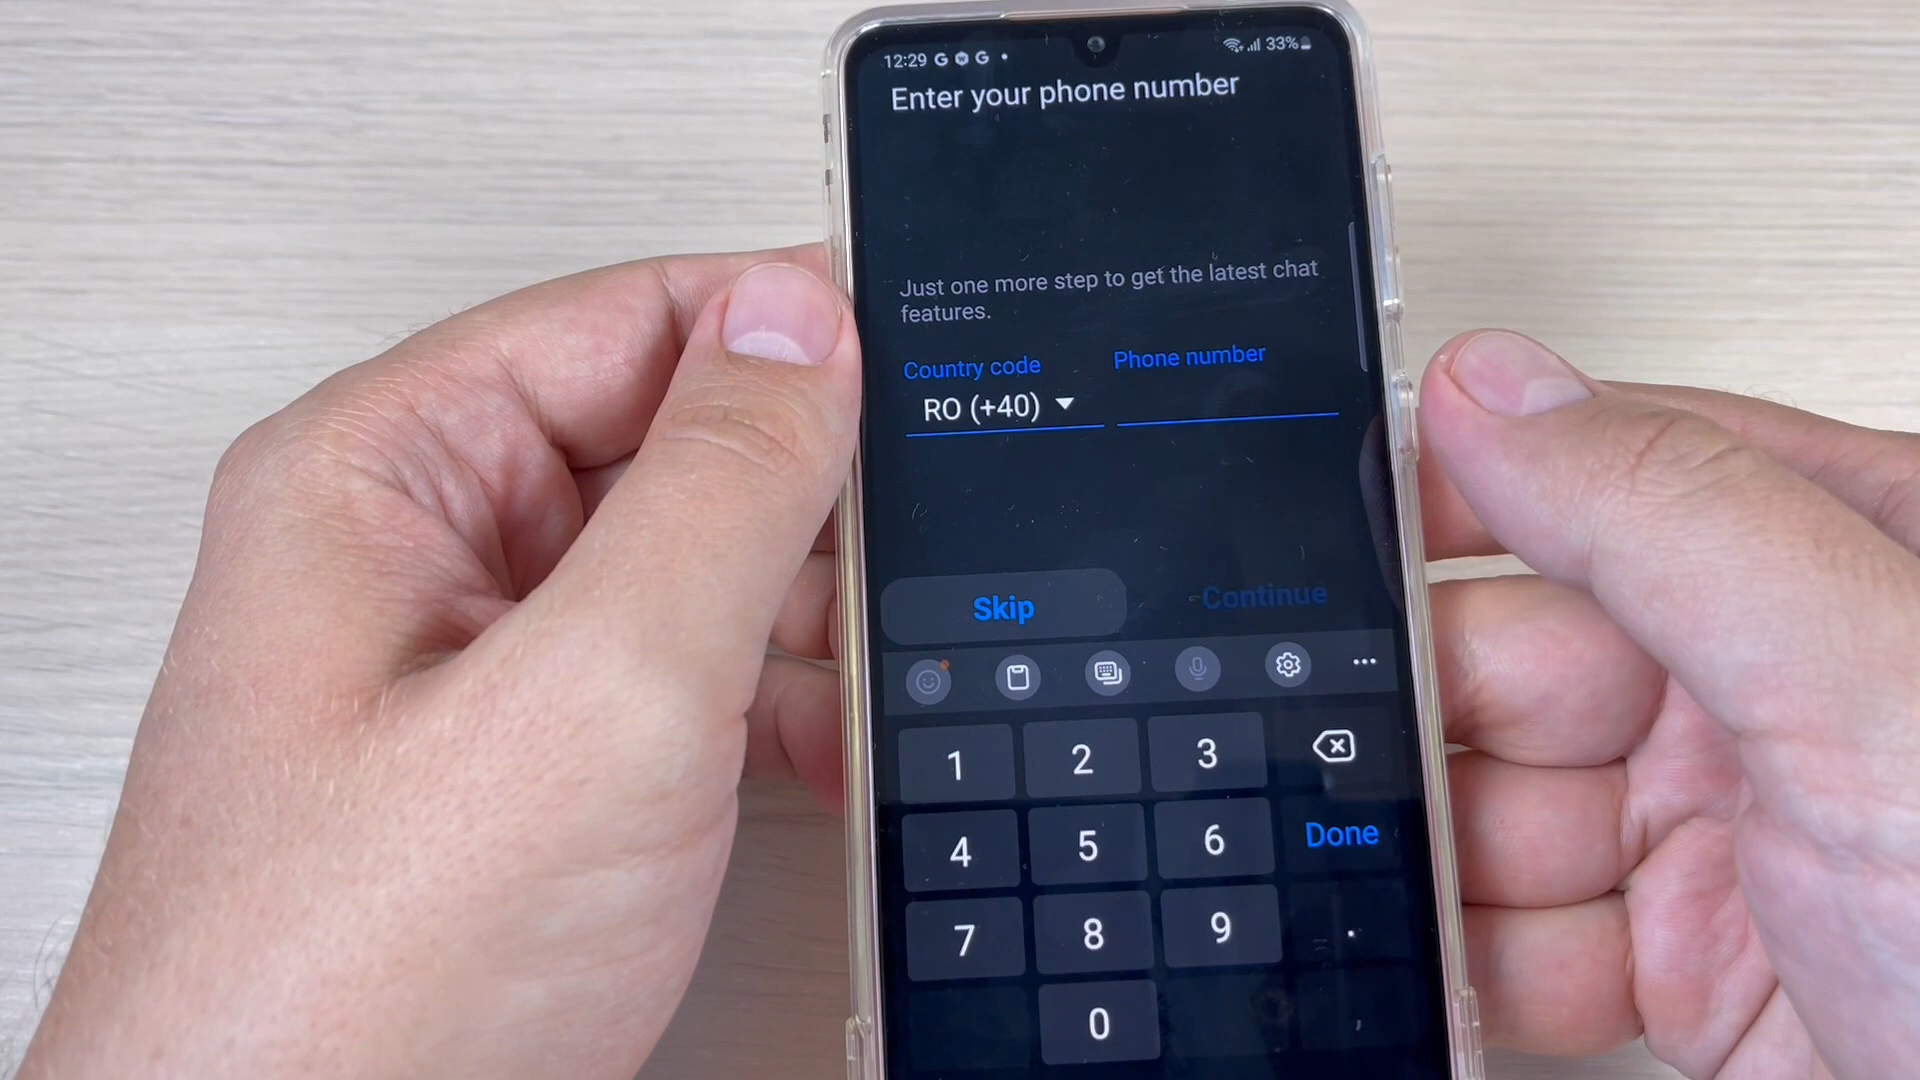 12:29 G G • 33%
Enter your phone number
Just one more step to get the latest chat
features.
Country code Phone number
RO (+40)
Skip Continue
1 2 3
4 5 6 Done
7 8 9 .
0 ,